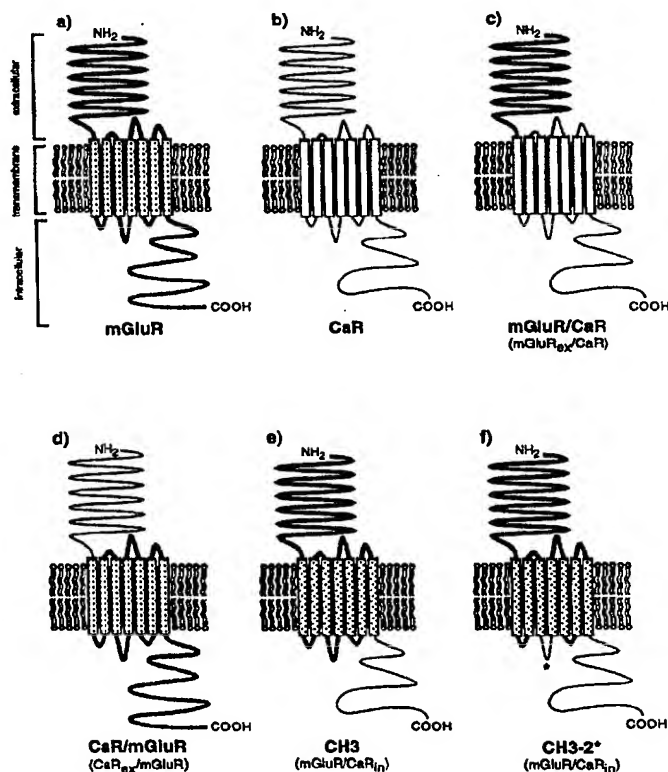 a)
b)
c)
NH2
NH2
NH2
extracellular
transmembrane
intracellular
COOH
COOH
COOH
mGluR
CaR
mGluR/CaR
(mGluRex/CaR)
d)
e)
f)
NH2
NH2
NH2
*
COOH
COOH
COOH
CaR/mGluR
CH3
CH3-2*
(CaRex/mGluR)
(mGluR/CaRin)
(mGluR/CaRin)